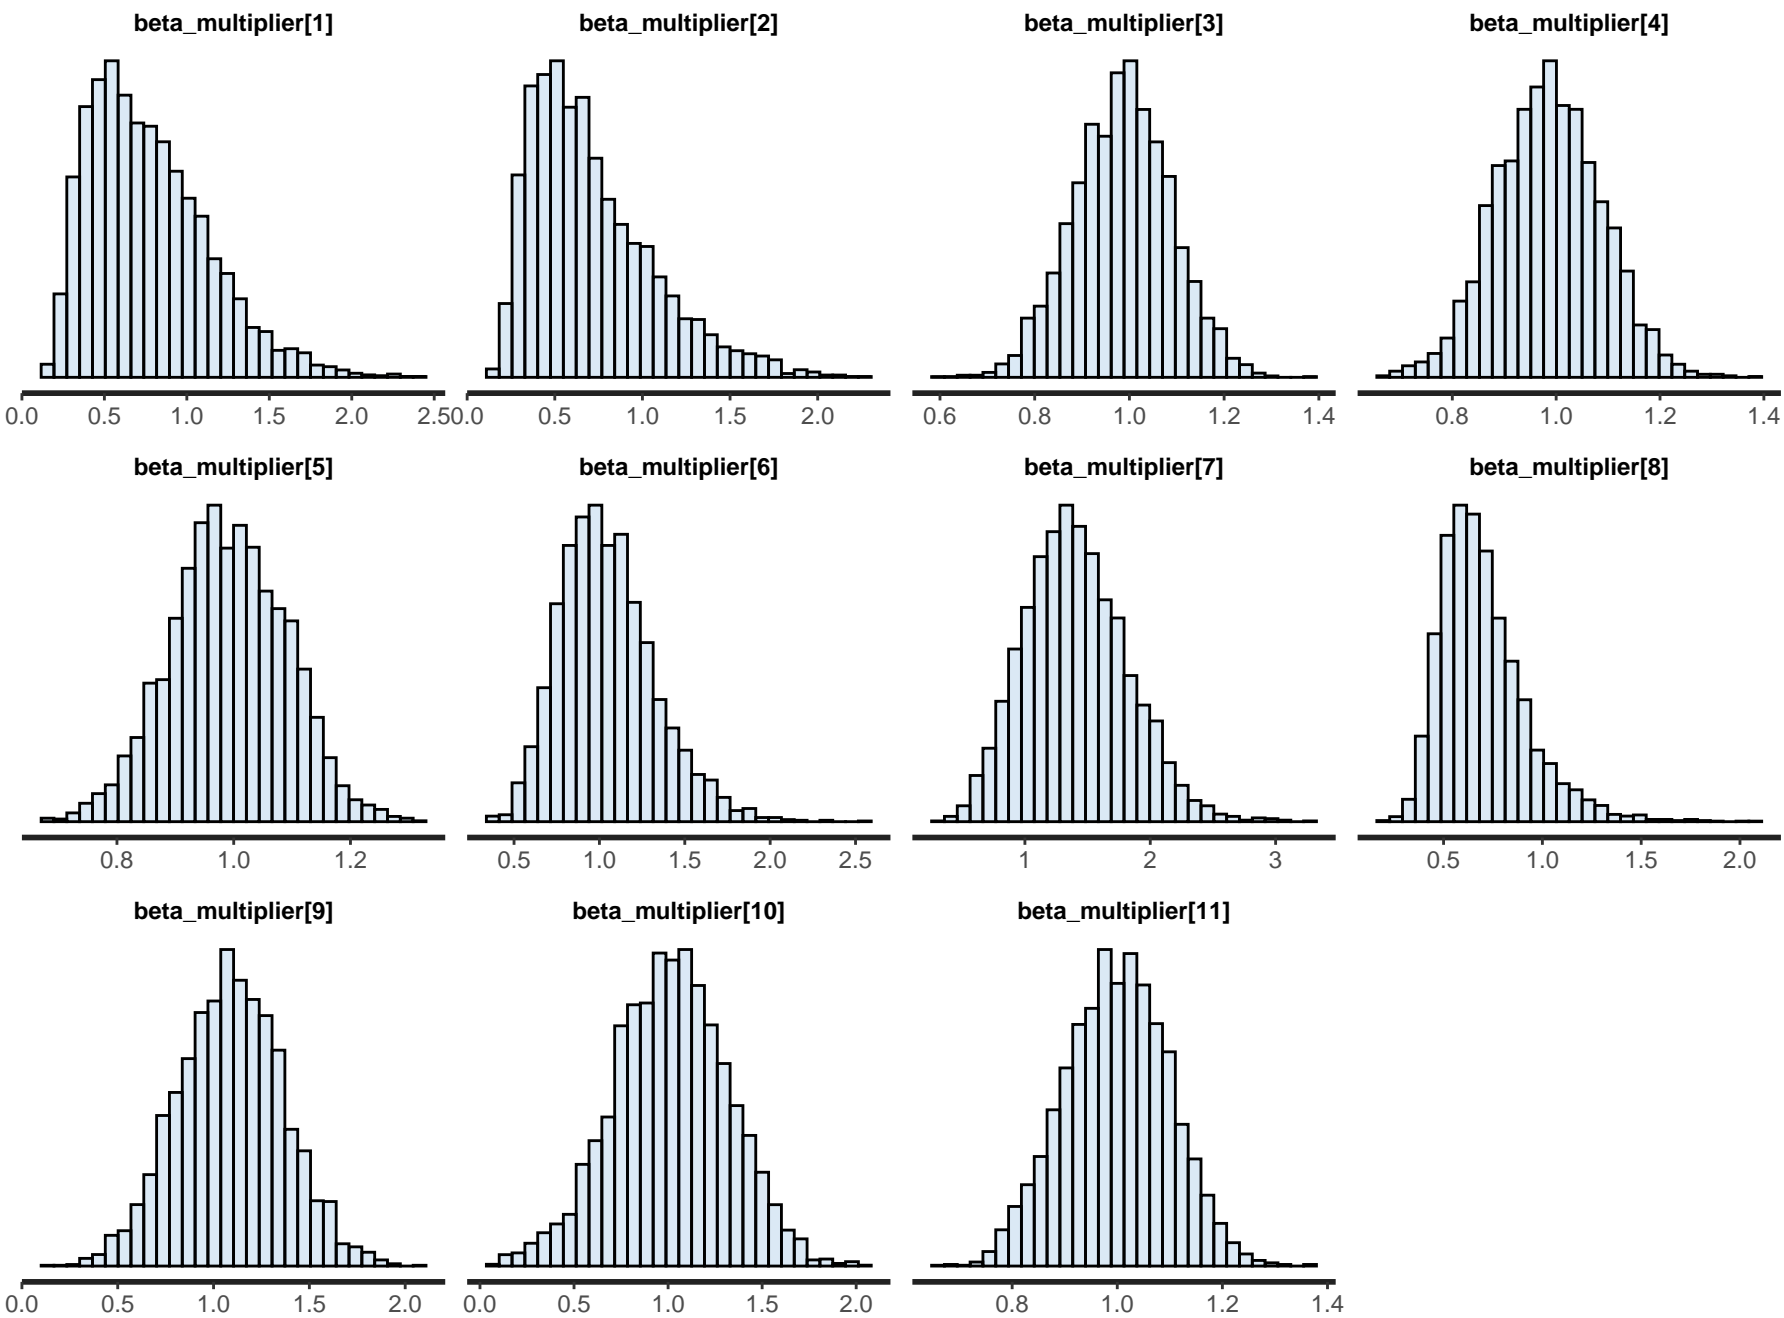 beta_multiplier[1] beta_multiplier[2] beta_multiplier[3] beta_multiplier[4]
0.0 0.5 1.0 1.5 2.0 2.5 0.0 0.5 1.0 1.5 2.0 0.6 0.8 1.0 1.2 1.4 0.8 1.0 1.2 1.4
beta_multiplier[5] beta_multiplier[6] beta_multiplier[7] beta_multiplier[8]
0.8 1.0 1.2 0.5 1.0 1.5 2.0 2.5 1 2 3 0.5 1.0 1.5 2.0
beta_multiplier[9] beta_multiplier[10] beta_multiplier[11]
0.0 0.5 1.0 1.5 2.0 0.0 0.5 1.0 1.5 2.0 0.8 1.0 1.2 1.4